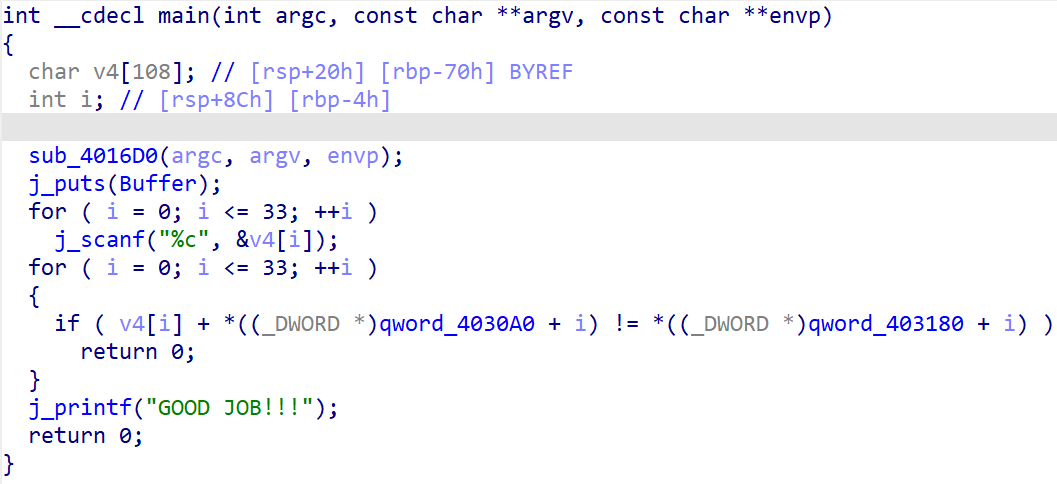 int __cdecl main(int argc, const char **argv, const char **envp)
{
  char v4[108]; // [rsp+20h] [rbp-70h] BYREF
  int i; // [rsp+8Ch] [rbp-4h]

  sub_4016D0(argc, argv, envp);
  j_puts(Buffer);
  for ( i = 0; i <= 33; ++i )
    j_scanf("%c", &v4[i]);
  for ( i = 0; i <= 33; ++i )
  {
    if ( v4[i] + *((_DWORD *)qword_4030A0 + i) != *((_DWORD *)qword_403180 + i) )
      return 0;
  }
  j_printf("GOOD JOB!!!");
  return 0;
}